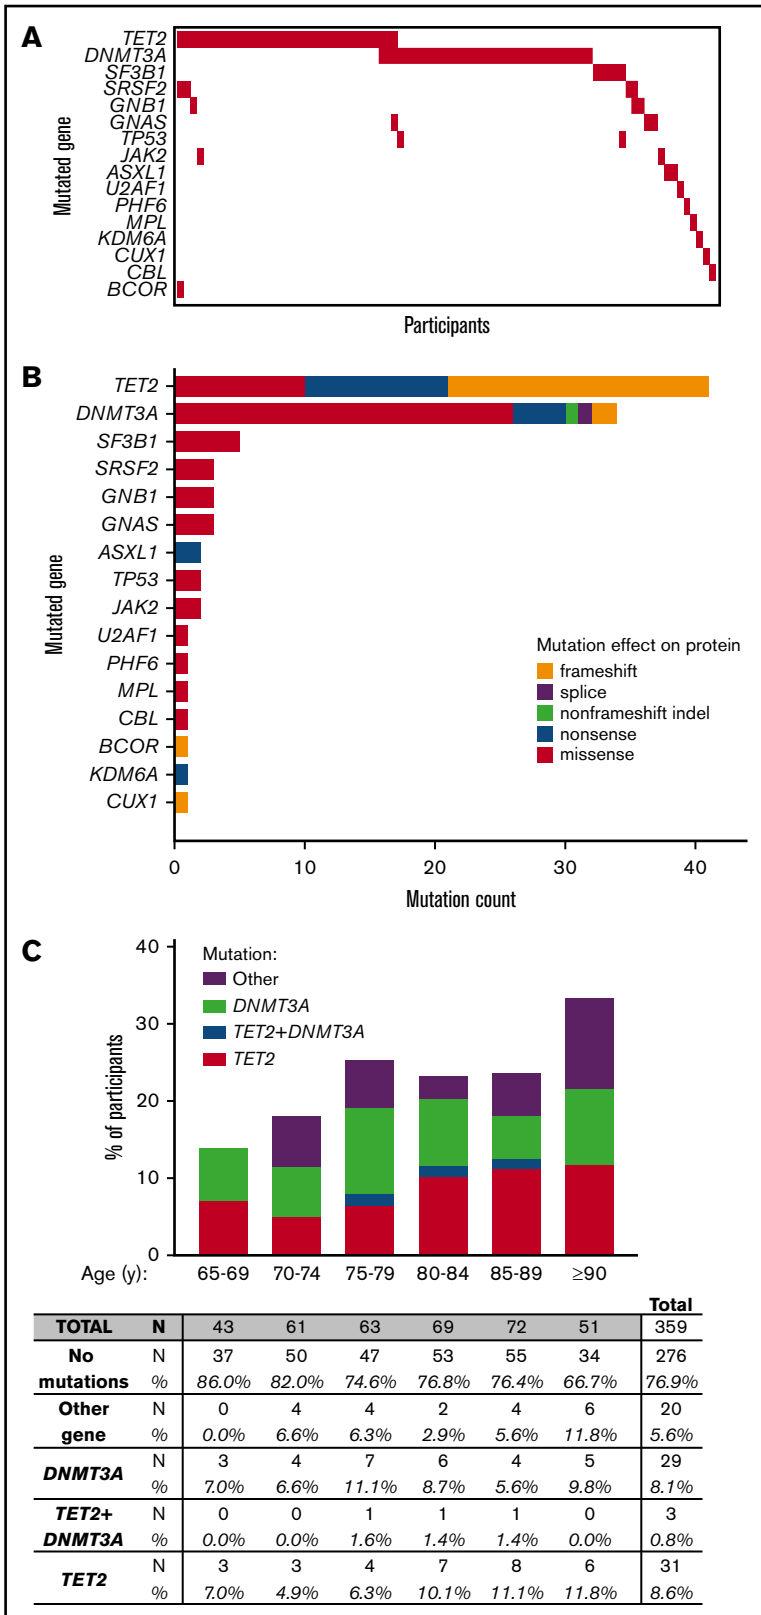 A
TET2
DNMT3A
SF3B1
SRSF2
GNB1
GNAS
TP53
JAK2
ASXL1
U2AF1
PHF6
MPL
KDM6A
CUX1
CBL
BCOR
Mutated gene
Participants
B
TET2
DNMT3A
SF3B1
SRSF2
GNB1
GNAS
ASXL1
TP53
JAK2
U2AF1
PHF6
MPL
CBL
BCOR
KDM6A
CUX1
Mutated gene
Mutation effect on protein
frameshift
splice
nonframeshift indel
nonsense
missense
0 10 20 30 40
Mutation count
C
40
30
20
10
0
% of participants
Mutation:
Other
DNMT3A
TET2+DNMT3A
TET2
Age (y): 65-69 70-74 75-79 80-84 85-89 ≥90
Total
TOTAL N 43 61 63 69 72 51 359
No N 37 50 47 53 55 34 276
mutations % 86.0% 82.0% 74.6% 76.8% 76.4% 66.7% 76.9%
Other N 0 4 4 2 4 6 20
gene % 0.0% 6.6% 6.3% 2.9% 5.6% 11.8% 5.6%
DNMT3A N 3 4 7 6 4 5 29
% 7.0% 6.6% 11.1% 8.7% 5.6% 9.8% 8.1%
TET2+ N 0 0 1 1 1 0 3
DNMT3A % 0.0% 0.0% 1.6% 1.4% 1.4% 0.0% 0.8%
TET2 N 3 3 4 7 8 6 31
% 7.0% 4.9% 6.3% 10.1% 11.1% 11.8% 8.6%